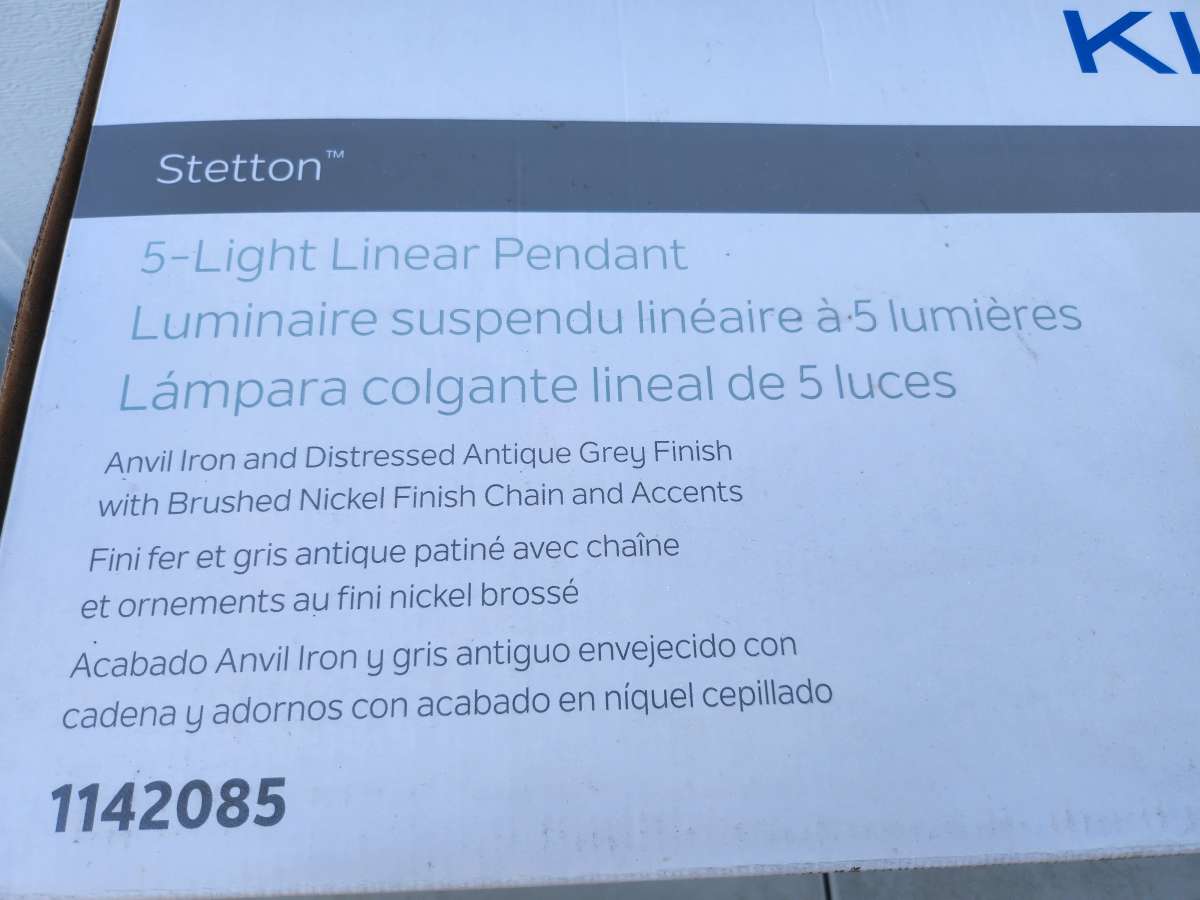 Stetton™
5-Light Linear Pendant
Luminaire suspendu linéaire à 5 lumières
Lámpara colgante lineal de 5 luces
Anvil Iron and Distressed Antique Grey Finish
with Brushed Nickel Finish Chain and Accents
Fini fer et gris antique patiné avec chaîne
et ornements au fini nickel brossé
Acabado Anvil Iron y gris antiguo envejecido con
cadena y adornos con acabado en níquel cepillado
1142085